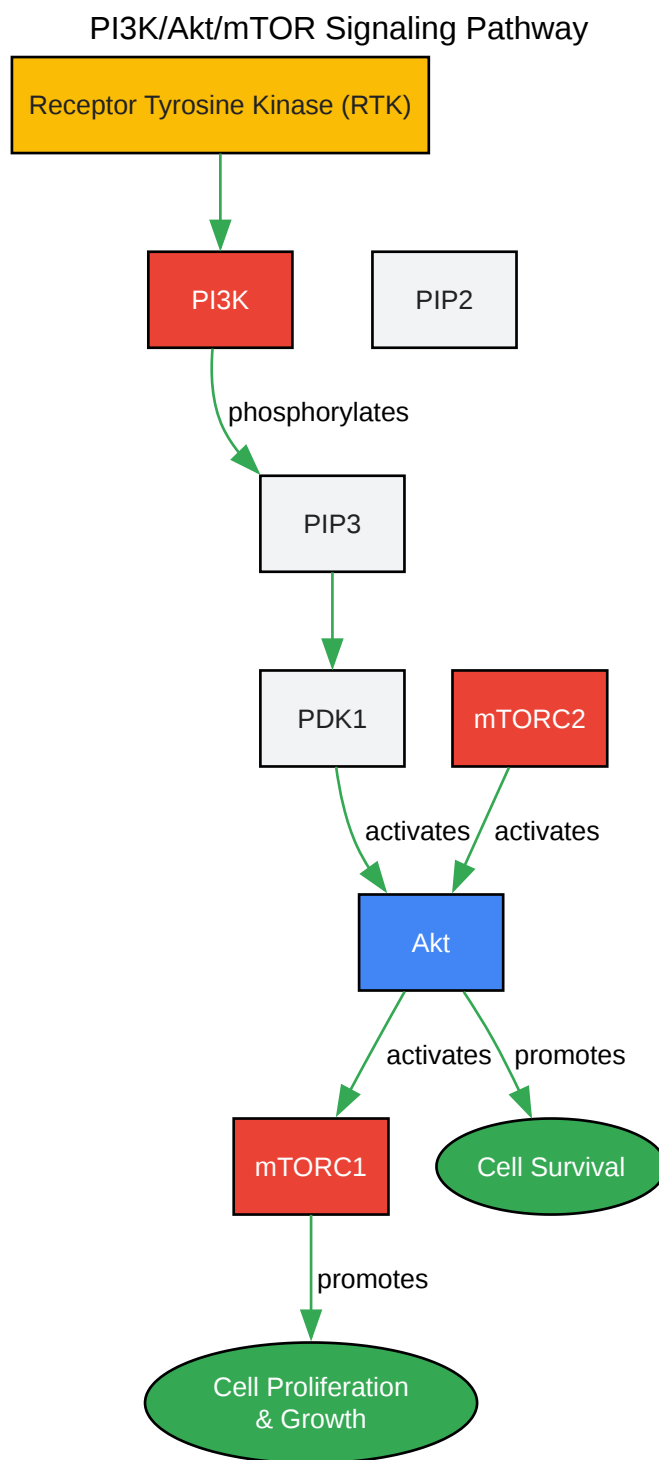 PI3K/Akt/mTOR Signaling Pathway
Receptor Tyrosine Kinase (RTK)
PI3K
PIP2
phosphorylates
PIP3
PDK1
mTORC2
activates
activates
Akt
activates
promotes
mTORC1
Cell Survival
promotes
Cell Proliferation
& Growth